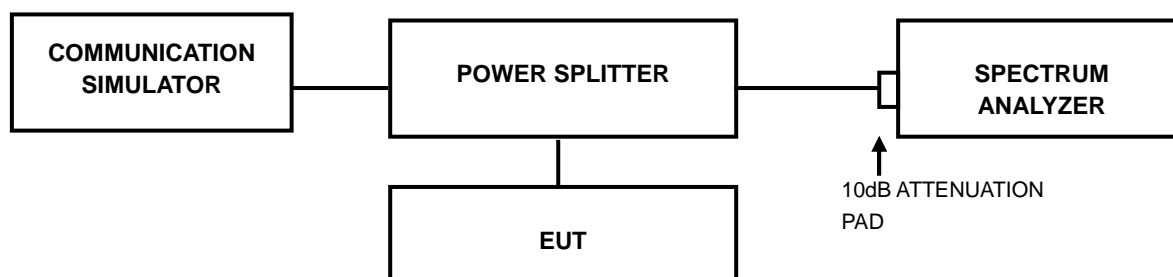 COMMUNICATION
SIMULATOR
POWER SPLITTER
SPECTRUM
ANALYZER
10dB ATTENUATION
PAD
EUT